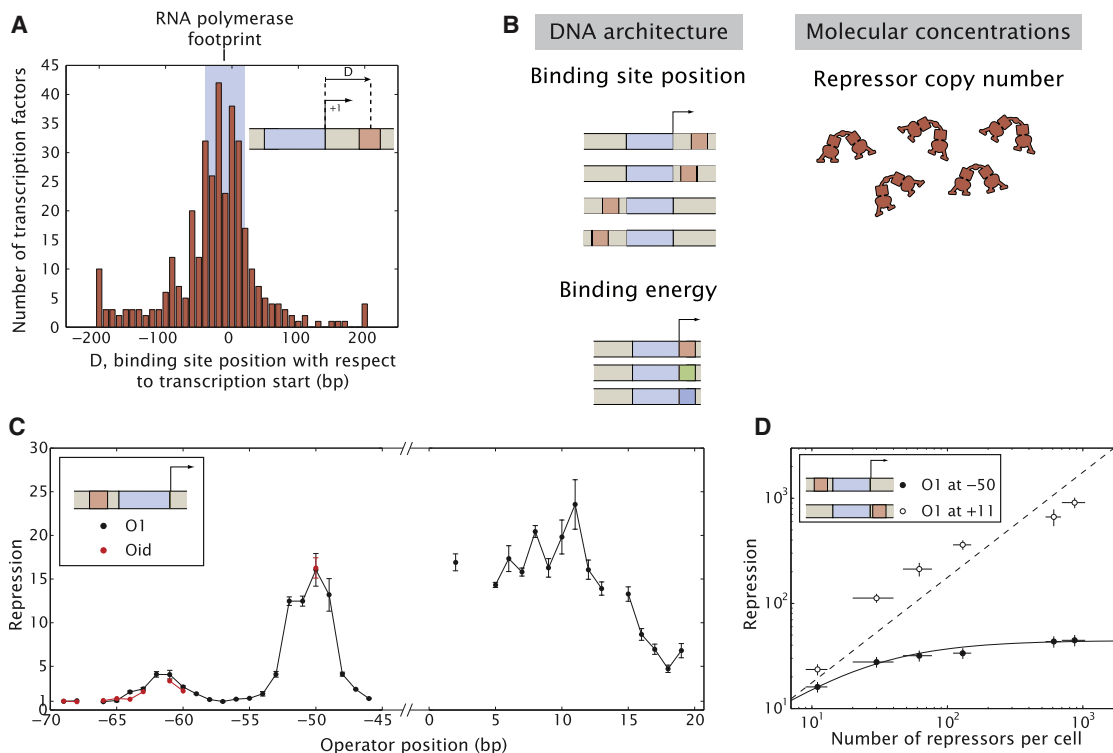 A
RNA polymerase
footprint
Number of transcription factors
45
40
35
30
25
20
15
10
5
0
−200
−100
0
100
200
D
+1
D, binding site position with respect
to transcription start (bp)
B
DNA architecture
Molecular concentrations
Binding site position
Repressor copy number
Binding energy
C
Repression
30
25
20
15
10
5
1
O1
Oid
−70
−65
−60
−55
−50
−45
0
5
10
15
20
Operator position (bp)
D
Repression
10³
10²
10¹
O1 at −50
O1 at +11
10¹
10²
10³
Number of repressors per cell